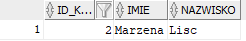 ID_K... IMIE NAZWISKO
1 2 Marzena Lisc